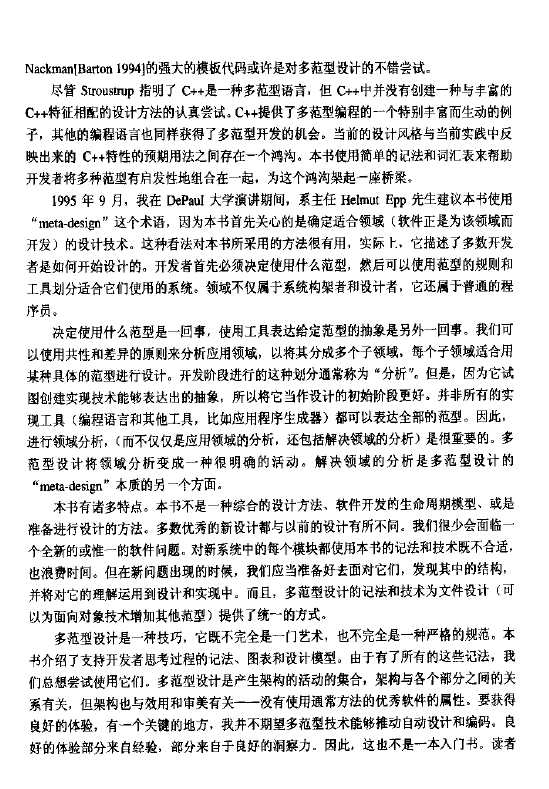 Nackman[Barton 1994]的强大的模板代码或许是对多范型设计的不错尝试。
尽管 Stroustrup 指明了 C++是一种多范型语言，但 C++中并没有创建一种与丰富的
C++特征相配的设计方法的认真尝试。C++提供了多范型编程的一个特别丰富而生动的例
子，其他的编程语言也同样获得了多范型开发的机会。当前的设计风格与当前实践中反
映出来的 C++特性的预期用法之间存在一个鸿沟。本书使用简单的记法和词汇表来帮助
开发者将多种范型有启发性地组合在一起，为这个鸿沟架起一座桥梁。
1995 年 9 月，我在 DePaul 大学演讲期间，系主任 Helmut Epp 先生建议本书使用
“meta-design”这个术语，因为本书首先关心的是确定适合领域（软件正是为该领域而
开发）的设计技术。这种看法对本书所采用的方法很有用，实际上，它描述了多数开发
者是如何开始设计的。开发者首先必须决定使用什么范型，然后可以使用范型的规则和
工具划分适合它们使用的系统。领域不仅属于系统构架者和设计者，它还属于普通的程
序员。
决定使用什么范型是一回事，使用工具表达给定范型的抽象是另外一回事。我们可
以使用共性和差异的原则来分析应用领域，以将其分成多个子领域，每个子领域适合用
某种具体的范型进行设计。开发阶段进行的这种划分通常称为“分析”。但是，因为它试
图创建实现技术能够表达出的抽象，所以将它当作设计的初始阶段更好。并非所有的实
现工具（编程语言和其他工具，比如应用程序生成器）都可以表达全部的范型。因此，
进行领域分析，（而不仅仅是应用领域的分析，还包括解决领域的分析）是很重要的。多
范型设计将领域分析变成一种很明确的活动。解决领域的分析是多范型设计的
“meta-design”本质的另一个方面。
本书有诸多特点。本书不是一种综合的设计方法、软件开发的生命周期模型、或是
准备进行设计的方法。多数优秀的新设计都与以前的设计有所不同。我们很少会面临一
个全新的或惟一的软件问题。对新系统中的每个模块都使用本书的记法和技术既不合适，
也浪费时间。但在新问题出现的时候，我们应当准备好去面对它们，发现其中的结构，
并将对它的理解运用到设计和实现中。而且，多范型设计的记法和技术为文件设计（可
以为面向对象技术增加其他范型）提供了统一的方式。
多范型设计是一种技巧，它既不完全是一门艺术，也不完全是一种严格的规范。本
书介绍了支持开发者思考过程的记法、图表和设计模型。由于有了所有的这些记法，我
们总想尝试使用它们。多范型设计是产生架构的活动的集合，架构与各个部分之间的关
系有关，但架构也与效用和审美有关——没有使用通常方法的优秀软件的属性。要获得
良好的体验，有一个关键的地方，我并不期望多范型技术能够推动自动设计和编码。良
好的体验部分来自经验，部分来自于良好的洞察力。因此，这也不是一本入门书。读者